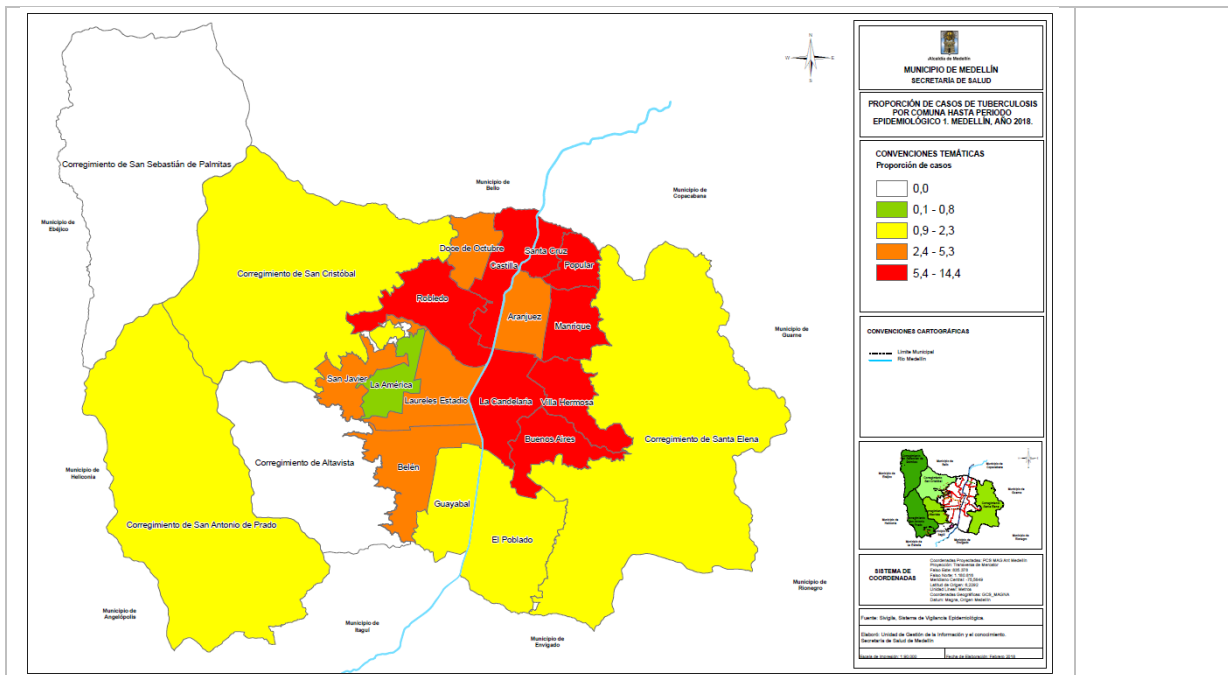 Alcaldía de Medellín
MUNICIPIO DE MEDELLÍN
SECRETARÍA DE SALUD
PROPORCIÓN DE CASOS DE TUBERCULOSIS
POR COMUNA HASTA PERIODO
EPIDEMIOLÓGICO 1. MEDELLÍN, AÑO 2018.
CONVENCIONES TEMÁTICAS
Proporción de casos
0,0
0,1 - 0,8
0,9 - 2,3
2,4 - 5,3
5,4 - 14,4
CONVENCIONES CARTOGRÁFICAS
Límite Municipal
Río Medellín
SISTEMA DE
COORDENADAS
Fuente: Sivigila, Sistema de Vigilancia Epidemiológica.
Elaboró: Unidad de Gestión de la Información y el conocimiento.
Secretaría de Salud de Medellín
N
W
E
S
Corregimiento de San Sebastián de Palmitas
Municipio de
Bello
Municipio de
Copacabana
Municipio de
Ebéjico
Doce de Octubre
Santa Cruz
Castilla
Popular
Corregimiento de San Cristóbal
Robledo
Aranjuez
Manrique
Municipio de
Guarne
San Javier
La América
Laureles Estadio
La Candelaria
Villa Hermosa
Buenos Aires
Corregimiento de Santa Elena
Corregimiento de Altavista
Belén
Municipio de
Heliconia
Guayabal
Corregimiento de San Antonio de Prado
El Poblado
Municipio de
Rionegro
Municipio de
Angelópolis
Municipio de
Itagui
Municipio de
Envigado